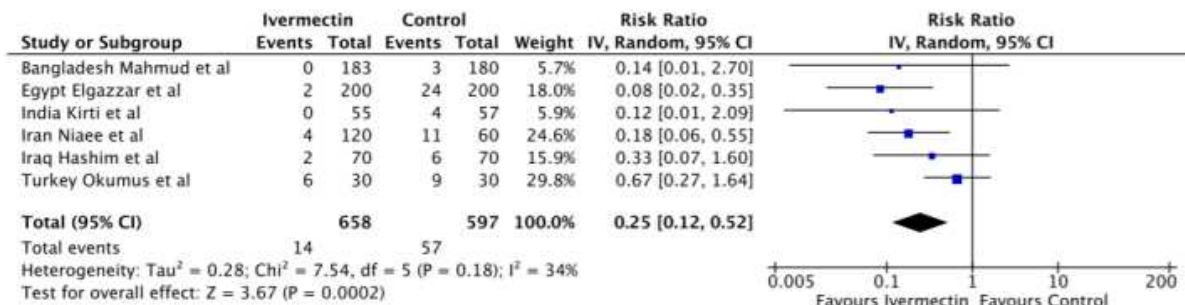 Ivermectin Control Risk Ratio Risk Ratio
Study or Subgroup Events Total Events Total Weight IV, Random, 95% CI IV, Random, 95% CI
Bangladesh Mahmud et al 0 183 3 180 5.7% 0.14 [0.01, 2.70]
Egypt Elgazzar et al 2 200 24 200 18.0% 0.08 [0.02, 0.35]
India Kirti et al 0 55 4 57 5.9% 0.12 [0.01, 2.09]
Iran Niaee et al 4 120 11 60 24.6% 0.18 [0.06, 0.55]
Iraq Hashim et al 2 70 6 70 15.9% 0.33 [0.07, 1.60]
Turkey Okumus et al 6 30 9 30 29.8% 0.67 [0.27, 1.64]
Total (95% CI) 658 597 100.0% 0.25 [0.12, 0.52]
Total events 14 57
Heterogeneity: Tau² = 0.28; Chi² = 7.54, df = 5 (P = 0.18); I² = 34%
Test for overall effect: Z = 3.67 (P = 0.0002)
0.005 0.1 1 10 200
Favours Ivermectin Favours Control